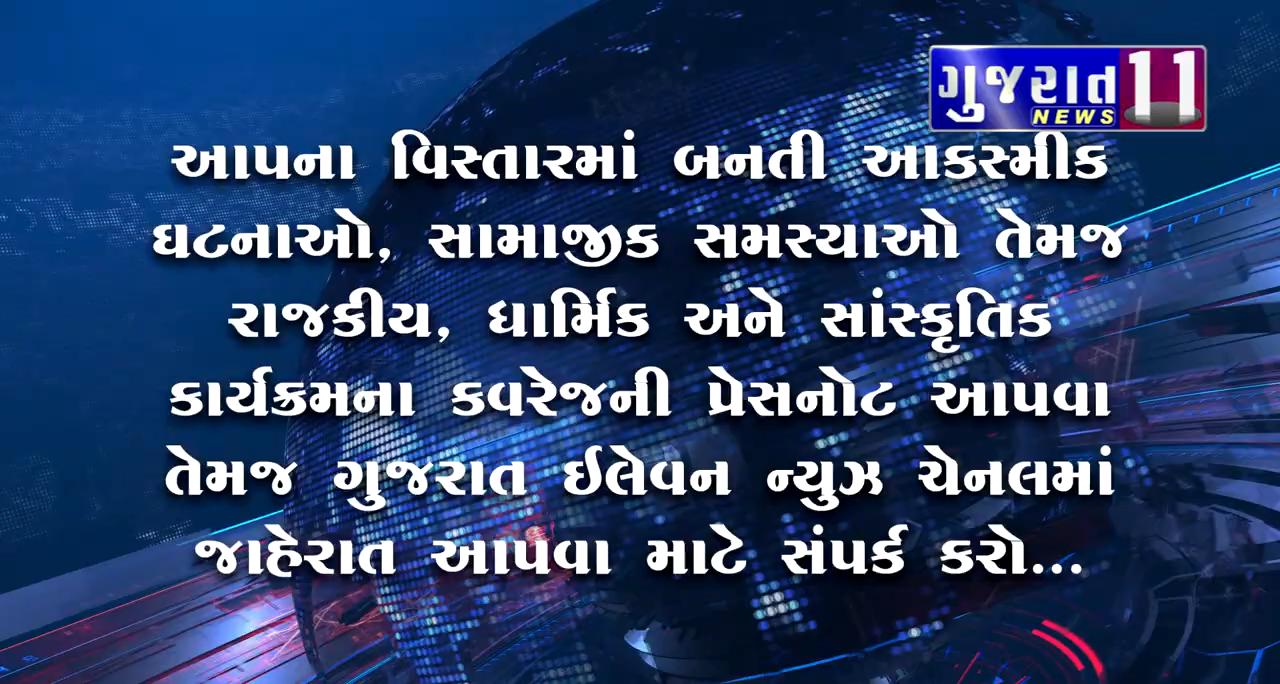 ગુજરાત 11
NEWS
આપના વિસ્તારમાં બનતી આકસ્મીક
ઘટનાઓ, સામાજીક સમસ્યાઓ તેમજ
રાજકીય, ધાર્મિક અને સાંસ્કૃતિક
કાર્યક્રમના કવરેજની પ્રેસનોટ આપવા
તેમજ ગુજરાત ઈલેવન ન્યુઝ ચેનલમાં
જાહેરાત આપવા માટે સંપર્ક કરો...